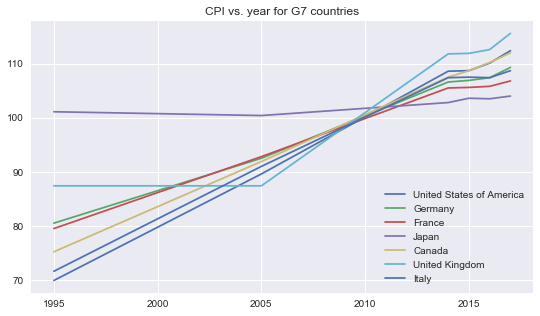 CPI vs. year for G7 countries
110
100
90
80
70
United States of America
Germany
France
Japan
Canada
United Kingdom
Italy
1995
2000
2005
2010
2015